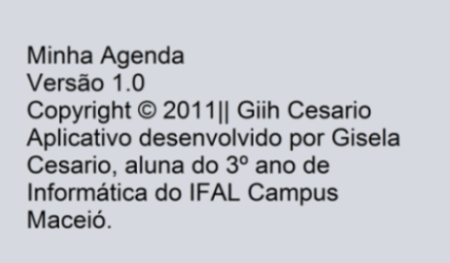 Minha Agenda
Versão 1.0
Copyright © 2011|| Giih Cesario
Aplicativo desenvolvido por Gisela
Cesario, aluna do 3º ano de
Informática do IFAL Campus
Maceió.